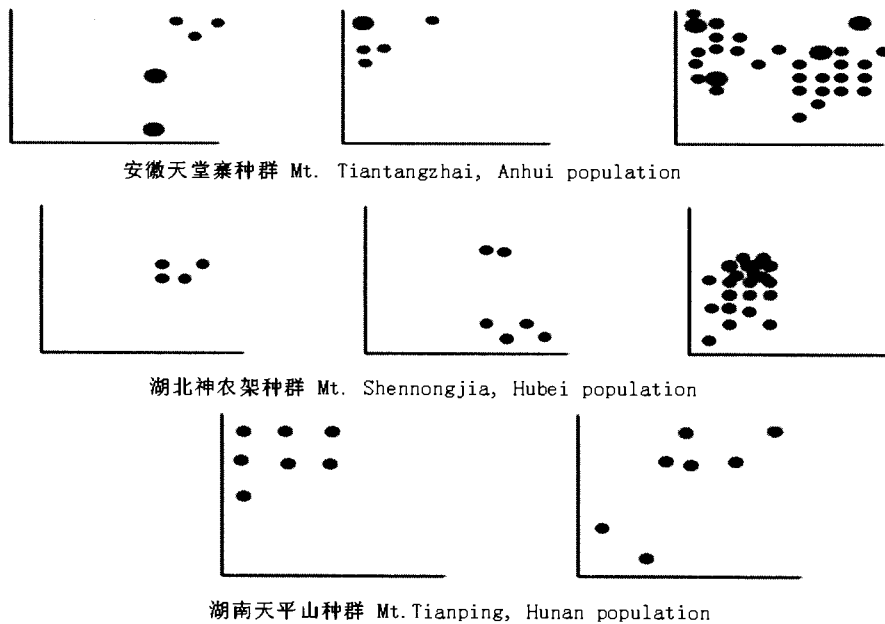 安徽天堂寨种群 Mt. Tiantangzhai, Anhui population
湖北神农架种群 Mt. Shennongjia, Hubei population
湖南天平山种群 Mt.Tianping, Hunan population